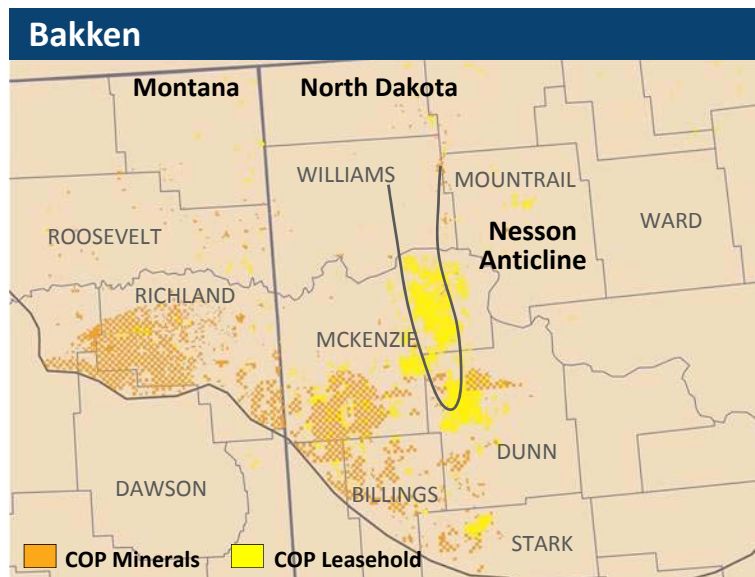 Bakken
Montana
North Dakota
WILLIAMS
MOUNTRAIL
ROOSEVELT
Nesson
Anticline
WARD
RICHLAND
MCKENZIE
DUNN
DAWSON
BILLINGS
STARK
COP Minerals
COP Leasehold